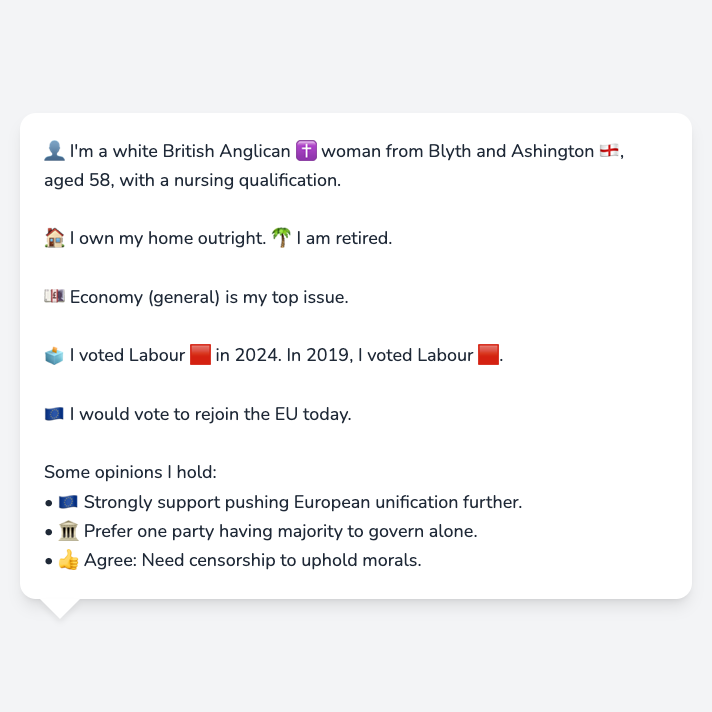 👤 I'm a white British Anglican ✝️ woman from Blyth and Ashington 🏴󠁧󠁢󠁥󠁮󠁧󠁿,
aged 58, with a nursing qualification.
🏠 I own my home outright. 🌴 I am retired.
💷 Economy (general) is my top issue.
🗳️ I voted Labour 🟥 in 2024. In 2019, I voted Labour 🟥.
🇪🇺 I would vote to rejoin the EU today.
Some opinions I hold:
• 🇪🇺 Strongly support pushing European unification further.
• 🏛️ Prefer one party having majority to govern alone.
• 👍 Agree: Need censorship to uphold morals.